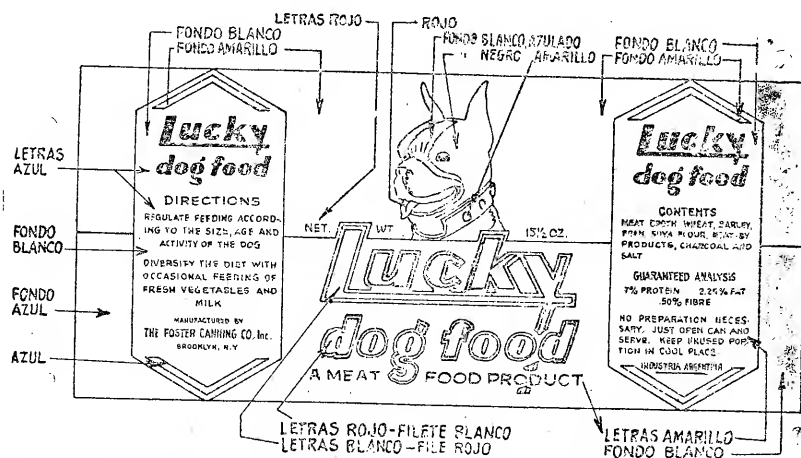 LETRAS ROJO
ROJO
FONDO BLANCO
FONDO AMARILLO
FONDO BLANCO AZULADO
NEGRO AMARILLO
FONDO BLANCO
FONDO AMARILLO
Lucky
dog food
LETRAS
AZUL
DIRECTIONS
REGULATE FEEDING ACCORD-
ING TO THE SIZE, AGE AND
ACTIVITY OF THE DOG
DIVERSIFY THE DIET WITH
OCCASIONAL FEEDING OF
FRESH VEGETABLES AND
MILK
MANUFACTURED BY
THE FOSTER CANNING CO, Inc.
BROOKLYN, N.Y
FONDO
BLANCO
FONDO
AZUL
AZUL
NET. WT 15½ OZ.
Lucky
dog food
A MEAT FOOD PRODUCT
LETRAS ROJO-FILETE BLANCO
LETRAS BLANCO-FILE ROJO
Lucky
dog food
CONTENTS
MEAT BROTH WHEAT, BARLEY,
SOYA FLOUR, MEAT-BY
PRODUCTS, CHARCOAL AND
SALT
GUARANTEED ANALYSIS
7% PROTEIN 2.25% FAT
.50% FIBRE
NO PREPARATION NECES-
SARY. JUST OPEN CAN AND
SERVE. KEEP UNUSED POR-
TION IN COOL PLACE.
INDUSTRIA ARGENTINA
LETRAS AMARILLO
FONDO BLANCO